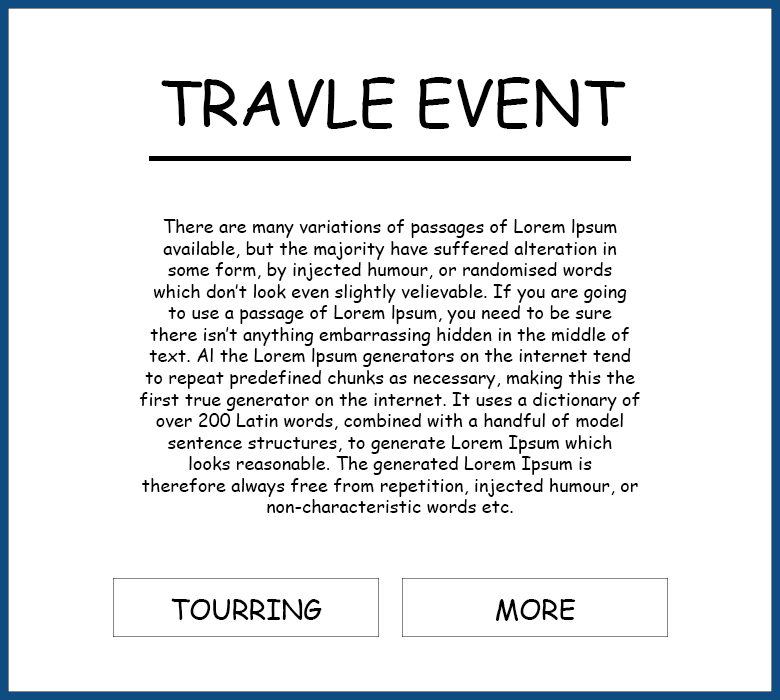 TRAVLE EVENT
There are many variations of passages of Lorem Ipsum
available, but the majority have suffered alteration in
some form, by injected humour, or randomised words
which don't look even slightly velievable. If you are going
to use a passage of Lorem Ipsum, you need to be sure
there isn't anything embarrassing hidden in the middle of
text. Al the Lorem Ipsum generators on the internet tend
to repeat predefined chunks as necessary, making this the
first true generator on the internet. It uses a dictionary of
over 200 Latin words, combined with a handful of model
sentence structures, to generate Lorem Ipsum which
looks reasonable. The generated Lorem Ipsum is
therefore always free from repetition, injected humour, or
non-characteristic words etc.
TOURRING
MORE